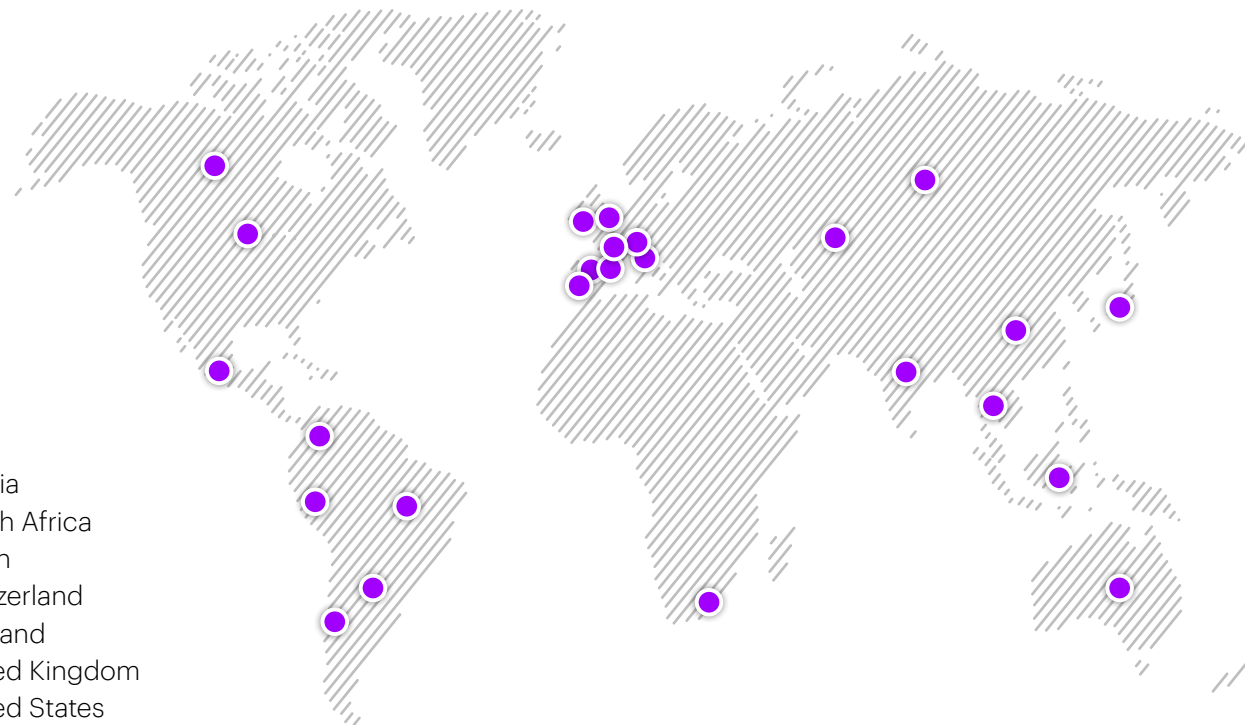 ia
h Africa
n
zerland
and
ed Kingdom
ed States